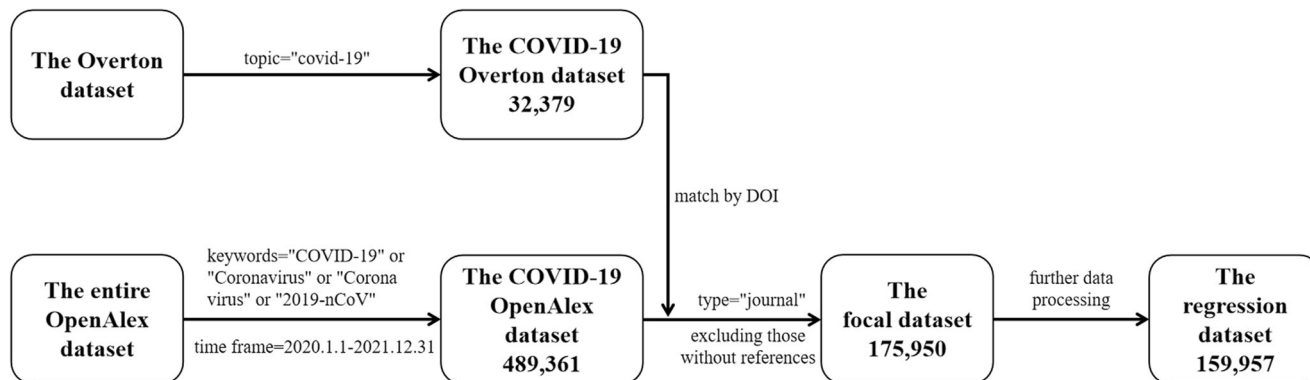 The Overton
dataset
topic="covid-19"
The COVID-19
Overton dataset
32,379
match by DOI
The entire
OpenAlex
dataset
keywords="COVID-19" or
"Coronavirus" or "Corona
virus" or "2019-nCoV"
time frame=2020.1.1-2021.12.31
The COVID-19
OpenAlex
dataset
489,361
type="journal"
excluding those
without references
The
focal dataset
175,950
further data
processing
The
regression
dataset
159,957